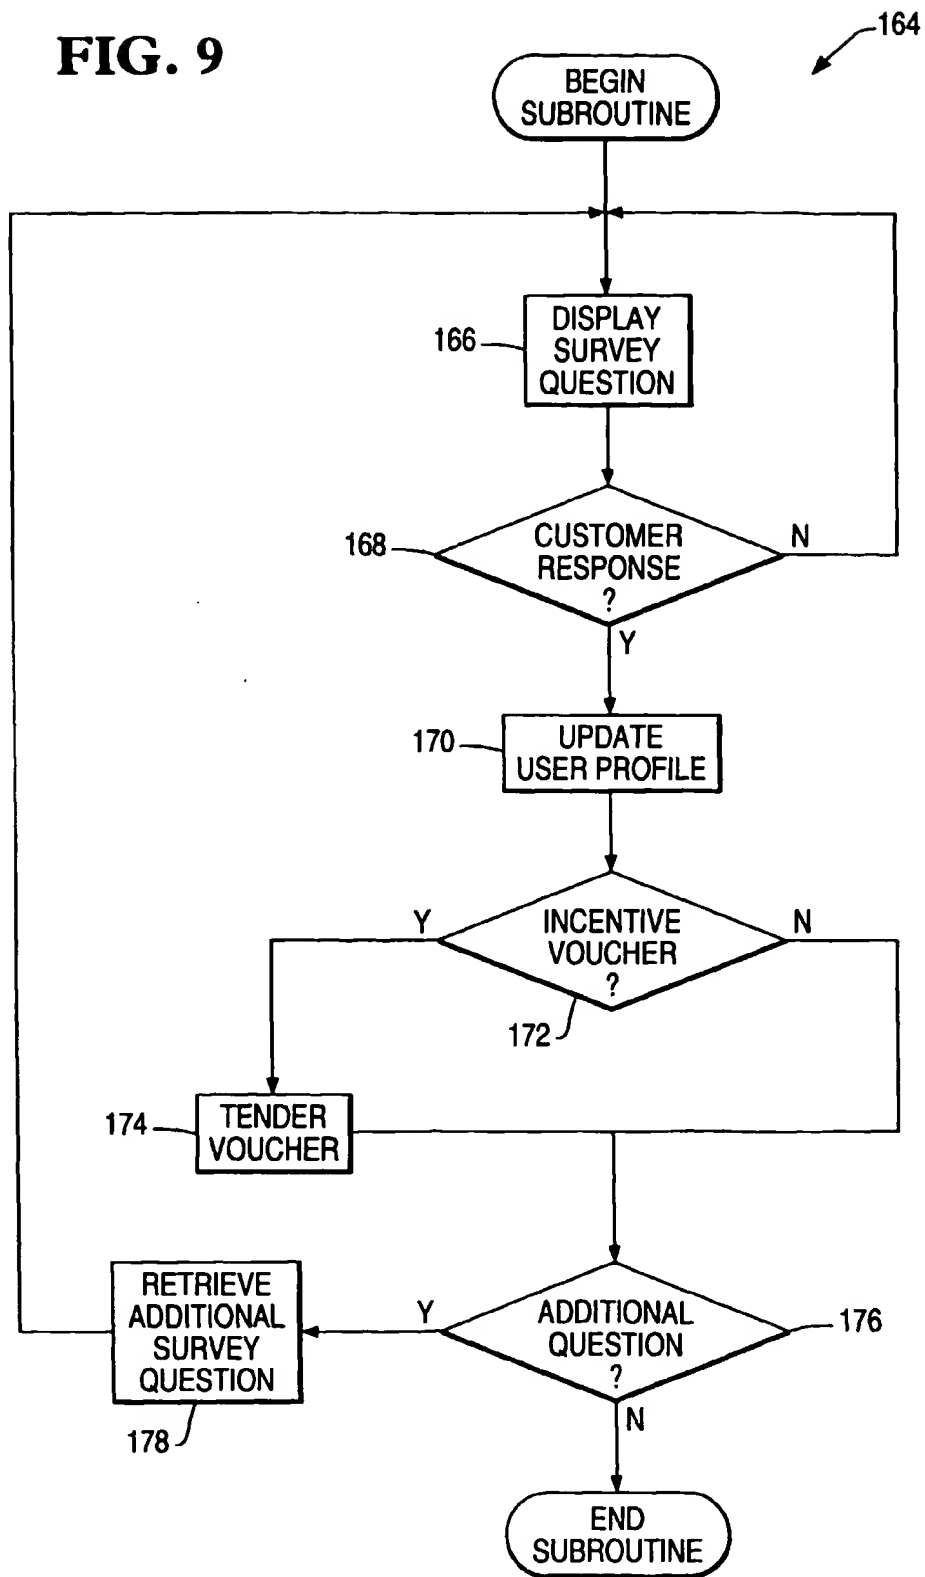 FIG. 9
164
BEGIN
SUBROUTINE
166
DISPLAY
SURVEY
QUESTION
168
CUSTOMER
RESPONSE
?
N
Y
170
UPDATE
USER PROFILE
Y
INCENTIVE
VOUCHER
?
N
172
174
TENDER
VOUCHER
RETRIEVE
ADDITIONAL
SURVEY
QUESTION
178
Y
ADDITIONAL
QUESTION
?
176
N
END
SUBROUTINE